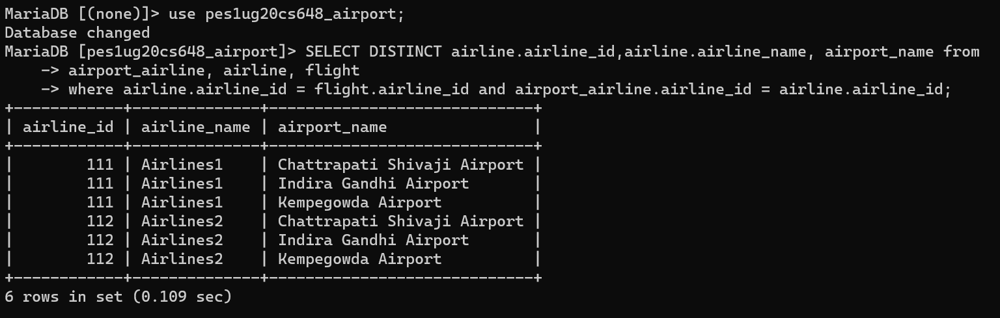 MariaDB [(none)]> use pes1ug20cs648_airport;
Database changed
MariaDB [pes1ug20cs648_airport]> SELECT DISTINCT airline.airline_id,airline.airline_name, airport_name from
    -> airport_airline, airline, flight
    -> where airline.airline_id = flight.airline_id and airport_airline.airline_id = airline.airline_id;
+------------+--------------+-----------------------------+
| airline_id | airline_name | airport_name                |
+------------+--------------+-----------------------------+
|        111 | Airlines1    | Chattrapati Shivaji Airport |
|        111 | Airlines1    | Indira Gandhi Airport       |
|        111 | Airlines1    | Kempegowda Airport          |
|        112 | Airlines2    | Chattrapati Shivaji Airport |
|        112 | Airlines2    | Indira Gandhi Airport       |
|        112 | Airlines2    | Kempegowda Airport          |
+------------+--------------+-----------------------------+
6 rows in set (0.109 sec)